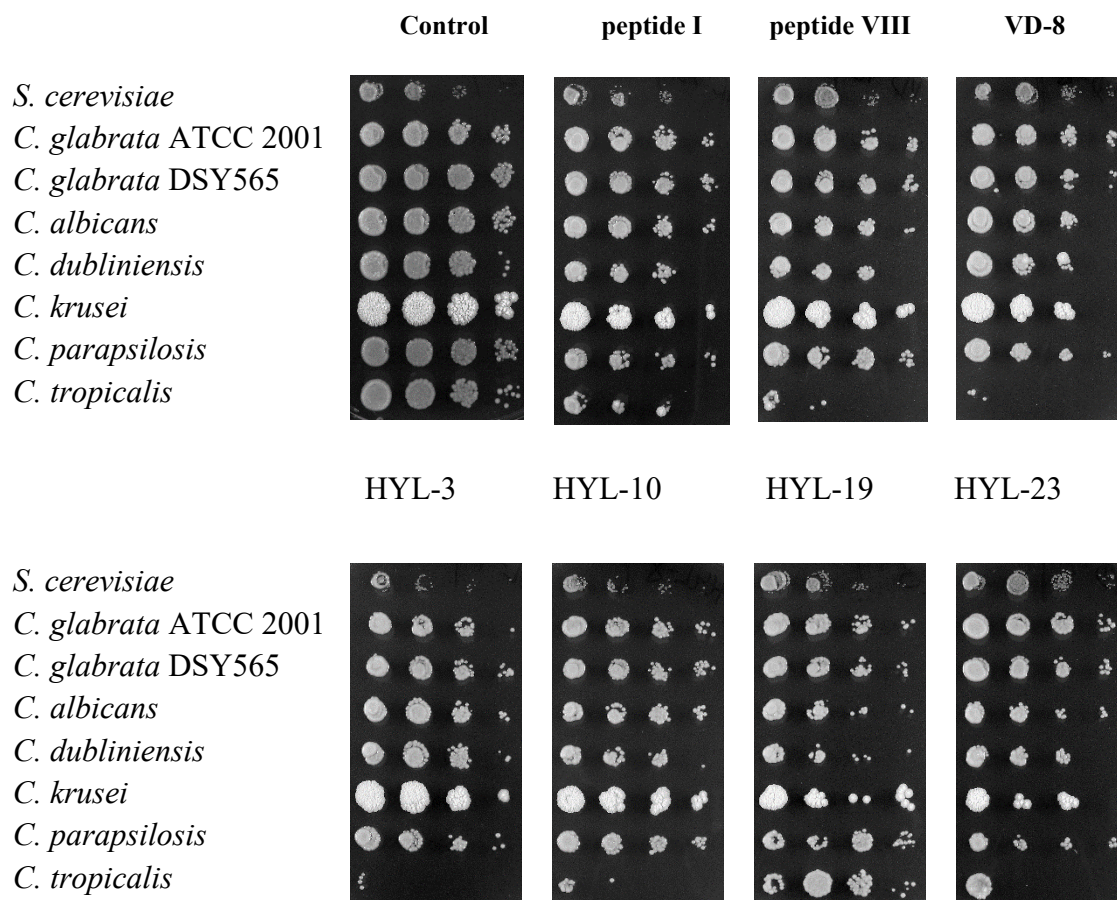 Control peptide I peptide VIII VD-8
S. cerevisiae
C. glabrata ATCC 2001
C. glabrata DSY565
C. albicans
C. dubliniensis
C. krusei
C. parapsilosis
C. tropicalis
HYL-3 HYL-10 HYL-19 HYL-23
S. cerevisiae
C. glabrata ATCC 2001
C. glabrata DSY565
C. albicans
C. dubliniensis
C. krusei
C. parapsilosis
C. tropicalis